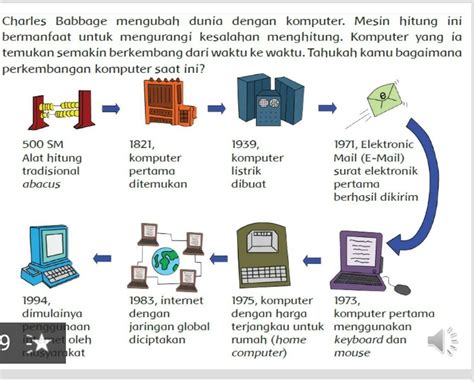 Charles Babbage mengubah dunia dengan komputer. Mesin hitung ini
bermanfaat untuk mengurangi kesalahan menghitung. Komputer yang ia
temukan semakin berkembang dari waktu ke waktu. Tahukah kamu bagaimana
perkembangan komputer saat ini?
500 SM
Alat hitung
tradisional
abacus
1821,
komputer
pertama
ditemukan
1939,
komputer
listrik
dibuat
e
1971, Elektronic
Mail (E-Mail)
surat elektronik
pertama
berhasil dikirim
1994,
dimulainya
penggunaan
oleh
masyarakat
1983, internet
dengan
jaringan global
diciptakan
1975, komputer
dengan harga
terjangkau untuk
rumah (home
computer)
1973,
komputer pertama
menggunakan
keyboard dan
mouse
9